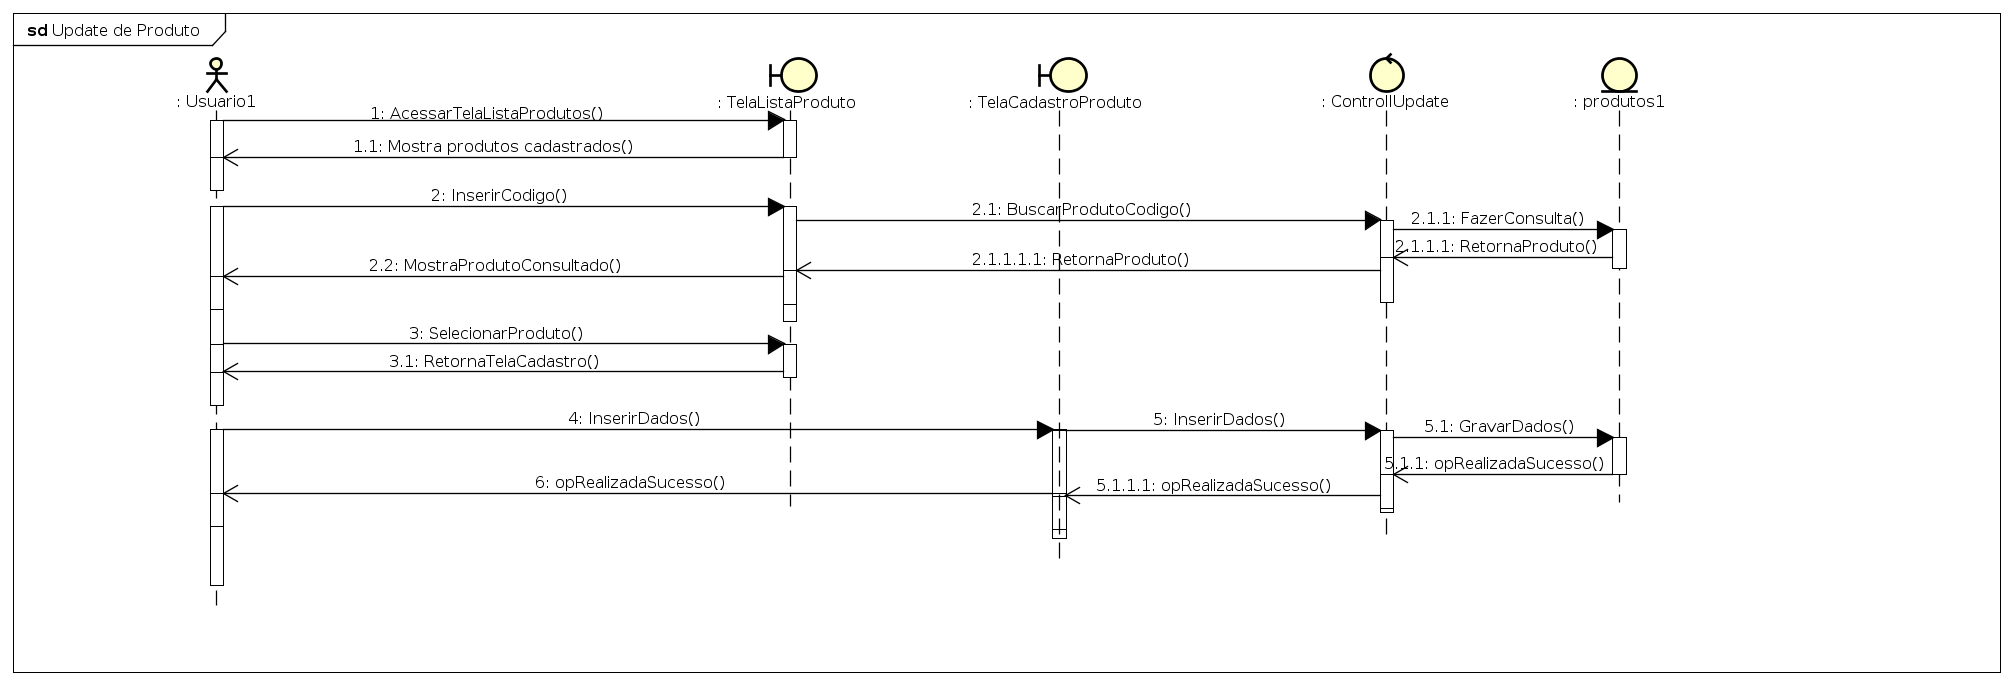 sd Update de Produto
: Usuario1
: TelaListaProduto
: TelaCadastroProduto
: ControllUpdate
: produtos1
1: AcessarTelaListaProdutos()
1.1: Mostra produtos cadastrados()
2: InserirCodigo()
2.1: BuscarProdutoCodigo()
2.1.1: FazerConsulta()
2.1.1.1: RetornaProduto()
2.1.1.1.1: RetornaProduto()
2.2: MostraProdutoConsultado()
3: SelecionarProduto()
3.1: RetornaTelaCadastro()
4: InserirDados()
5: InserirDados()
5.1: GravarDados()
5.1.1: opRealizadaSucesso()
5.1.1.1: opRealizadaSucesso()
6: opRealizadaSucesso()